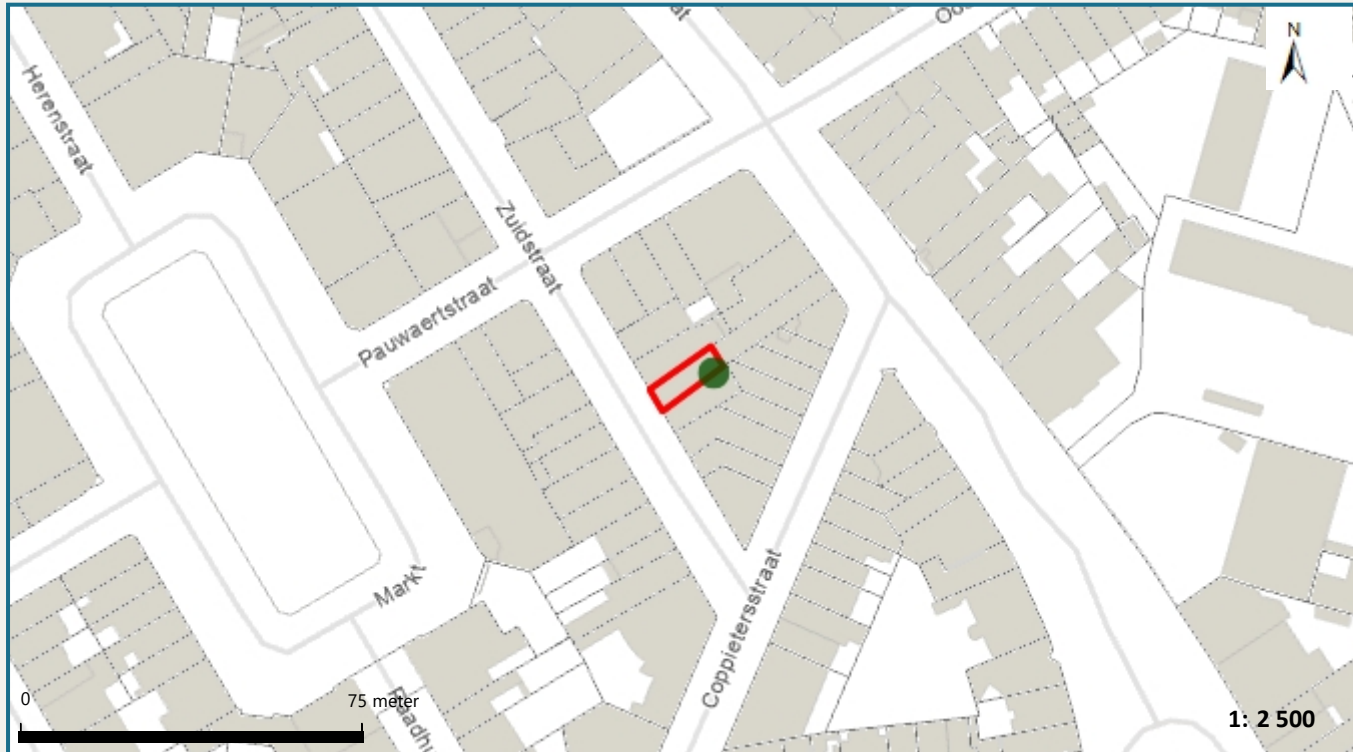 N
Herenstraat
Zuidstraat
Pauwaertstraat
Markt
Coppietersstraat
0
75 meter
1: 2 500